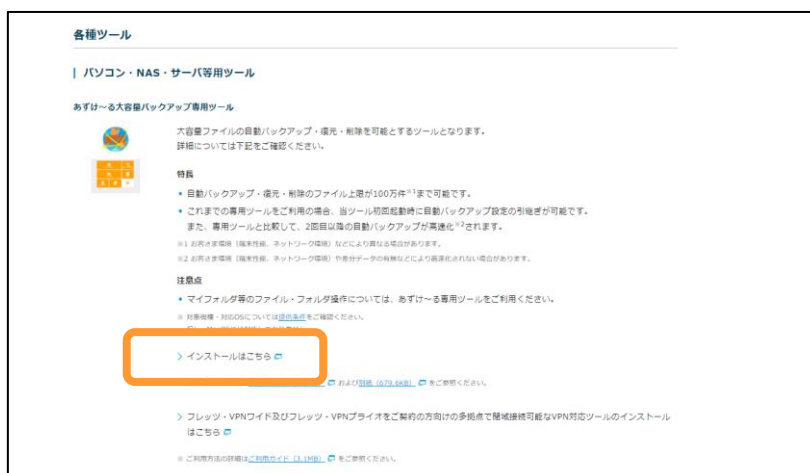 各種ツール
パソコン・NAS・サーバ等用ツール
あずけ～る大容量バックアップ専用ツール
大容量ファイルの自動バックアップ・復元・削除を可能とするツールとなります。
詳細については下記をご確認ください。
特長
• 自動バックアップ・復元・削除のファイル上限が100万件※1まで可能です。
• これまでの専用ツールをご利用の場合、当ツール初回起動時に自動バックアップ設定の引継ぎが可能です。
また、専用ツールと比較して、2回目以降の自動バックアップが高速化※2されます。
※1 お客さま環境（端末性能、ネットワーク環境）などにより異なる場合があります。
※2 お客さま環境（端末性能、ネットワーク環境）や差分データの有無などにより高速化されない場合があります。
注意点
• マイフォルダ等のファイル・フォルダ操作については、あずけ～る専用ツールをご利用ください。
※ 対象機種・対応OSについては提供条件をご確認ください。
> インストールはこちら
および別紙（679.6KB） をご参照ください。
> フレッツ・VPNワイド及びフレッツ・VPNプライオをご契約の方向けの多拠点で閉域接続可能なVPN対応ツールのインストール
はこちら
※ ご利用方法の詳細はご利用ガイド（3.1MB） をご参照ください。